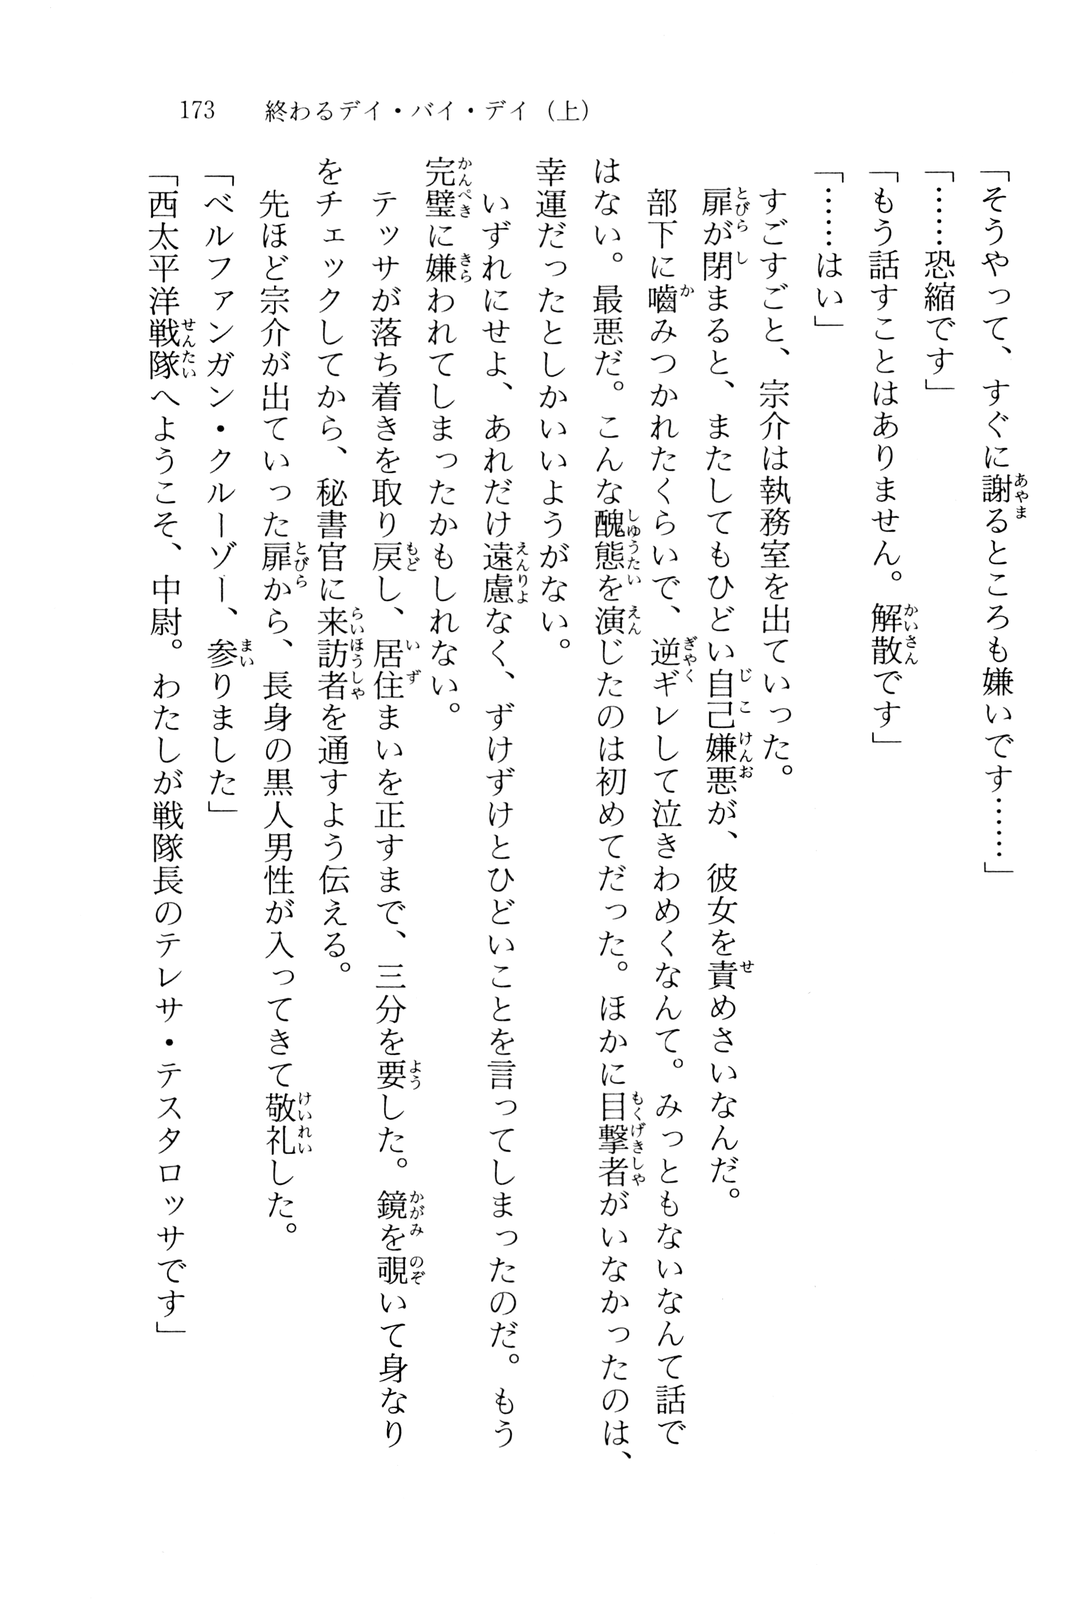 173　終わるデイ・バイ・デイ（上）
「そうやって、すぐに謝るところも嫌いです……」
「……恐縮です」
「もう話すことはありません。解散です」
「……はい」
　すごすごと、宗介は執務室を出ていった。
　扉が閉まると、またしてもひどい自己嫌悪が、彼女を責めさいなんだ。
　部下に嚙みつかれたくらいで、逆ギレして泣きわめくなんて。みっともないなんて話で
はない。最悪だ。こんな醜態を演じたのは初めてだった。ほかに目撃者がいなかったのは、
幸運だったとしかいいようがない。
　いずれにせよ、あれだけ遠慮なく、ずけずけとひどいことを言ってしまったのだ。もう
完璧に嫌われてしまったかもしれない。
　テッサが落ち着きを取り戻し、居住まいを正すまで、三分を要した。鏡を覗いて身なり
をチェックしてから、秘書官に来訪者を通すよう伝える。
　先ほど宗介が出ていった扉から、長身の黒人男性が入ってきて敬礼した。
「ベルファンガン・クルーゾー、参りました」
「西太平洋戦隊へようこそ、中尉。わたしが戦隊長のテレサ・テスタロッサです」